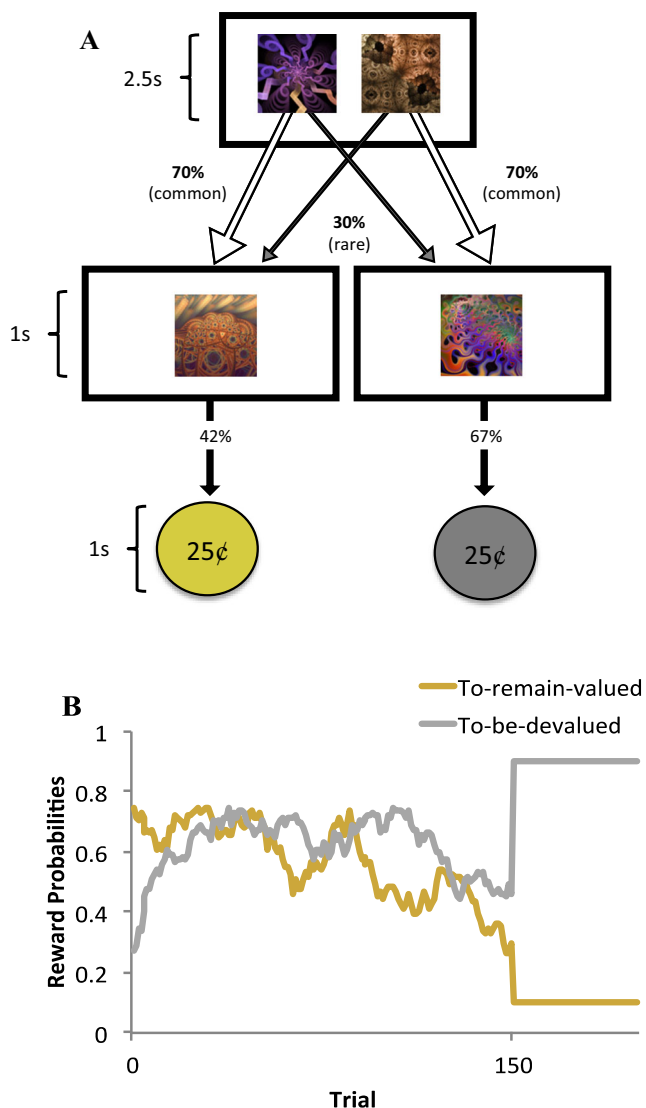 A
2.5s
70%
(common)
70%
(common)
30%
(rare)
1s
42%
67%
1s
25¢
25¢
To-remain-valued
B
To-be-devalued
1
0.8
0.6
0.4
0.2
0
Reward Probabilities
0
150
Trial